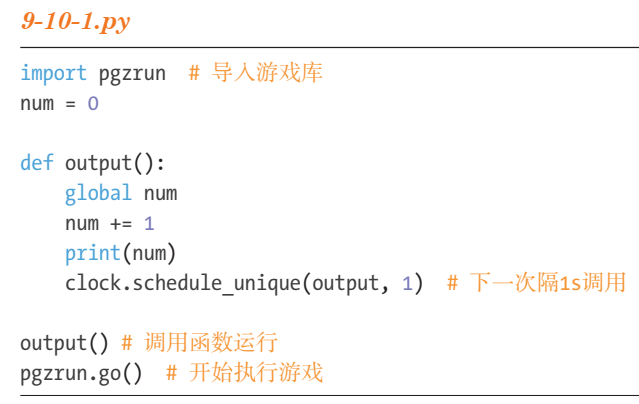 9-10-1.py
import pgzrun  # 导入游戏库
num = 0
def output():
    global num
    num += 1
    print(num)
    clock.schedule_unique(output, 1)  # 下一次隔1s调用
output() # 调用函数运行
pgzrun.go()  # 开始执行游戏